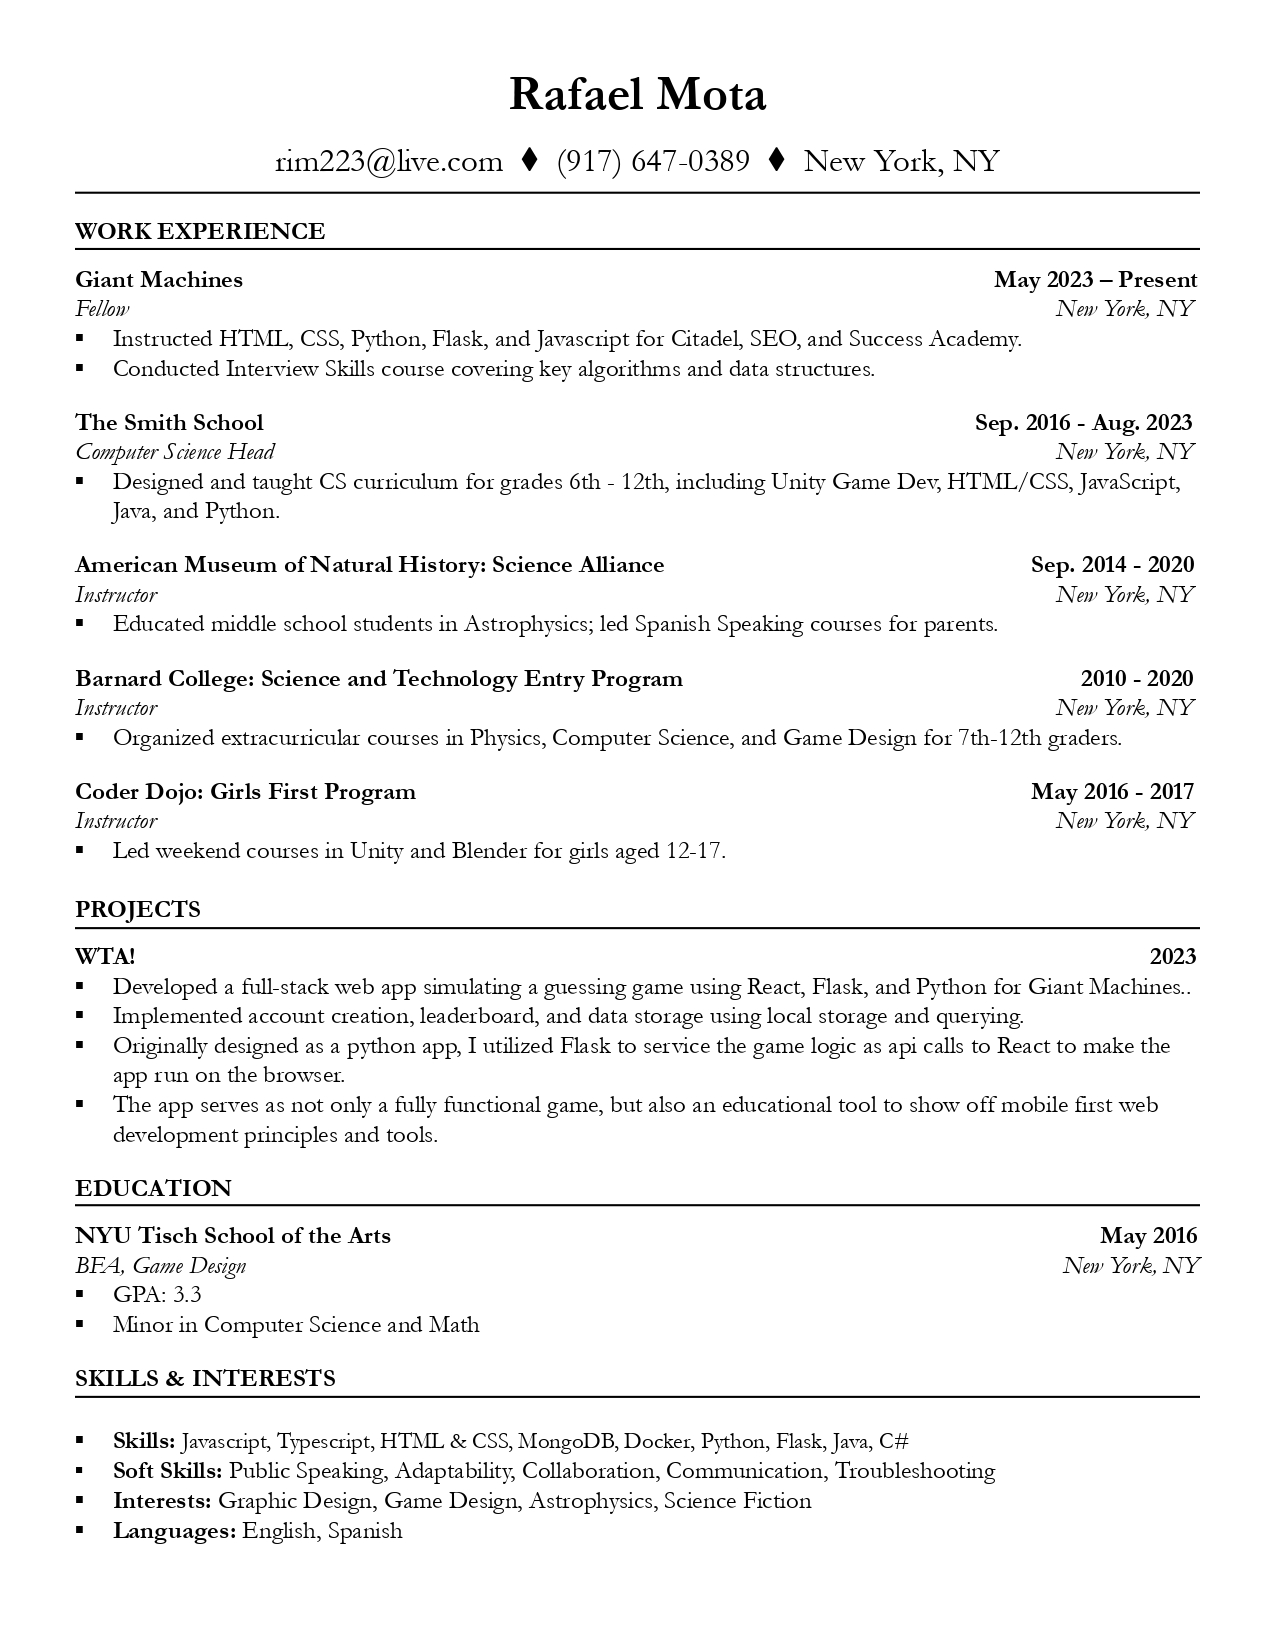 Rafael Mota
rim223@live.com ♦ (917) 647-0389 ♦ New York, NY
WORK EXPERIENCE
Giant Machines May 2023 – Present
Fellow New York, NY
▪ Instructed HTML, CSS, Python, Flask, and Javascript for Citadel, SEO, and Success Academy.
▪ Conducted Interview Skills course covering key algorithms and data structures.
The Smith School Sep. 2016 - Aug. 2023
Computer Science Head New York, NY
▪ Designed and taught CS curriculum for grades 6th - 12th, including Unity Game Dev, HTML/CSS, JavaScript,
Java, and Python.
American Museum of Natural History: Science Alliance Sep. 2014 - 2020
Instructor New York, NY
▪ Educated middle school students in Astrophysics; led Spanish Speaking courses for parents.
Barnard College: Science and Technology Entry Program 2010 - 2020
Instructor New York, NY
▪ Organized extracurricular courses in Physics, Computer Science, and Game Design for 7th-12th graders.
Coder Dojo: Girls First Program May 2016 - 2017
Instructor New York, NY
▪ Led weekend courses in Unity and Blender for girls aged 12-17.
PROJECTS
WTA! 2023
▪ Developed a full-stack web app simulating a guessing game using React, Flask, and Python for Giant Machines..
▪ Implemented account creation, leaderboard, and data storage using local storage and querying.
▪ Originally designed as a python app, I utilized Flask to service the game logic as api calls to React to make the
app run on the browser.
▪ The app serves as not only a fully functional game, but also an educational tool to show off mobile first web
development principles and tools.
EDUCATION
NYU Tisch School of the Arts May 2016
BFA, Game Design New York, NY
▪ GPA: 3.3
▪ Minor in Computer Science and Math
SKILLS & INTERESTS
▪ Skills: Javascript, Typescript, HTML & CSS, MongoDB, Docker, Python, Flask, Java, C#
▪ Soft Skills: Public Speaking, Adaptability, Collaboration, Communication, Troubleshooting
▪ Interests: Graphic Design, Game Design, Astrophysics, Science Fiction
▪ Languages: English, Spanish